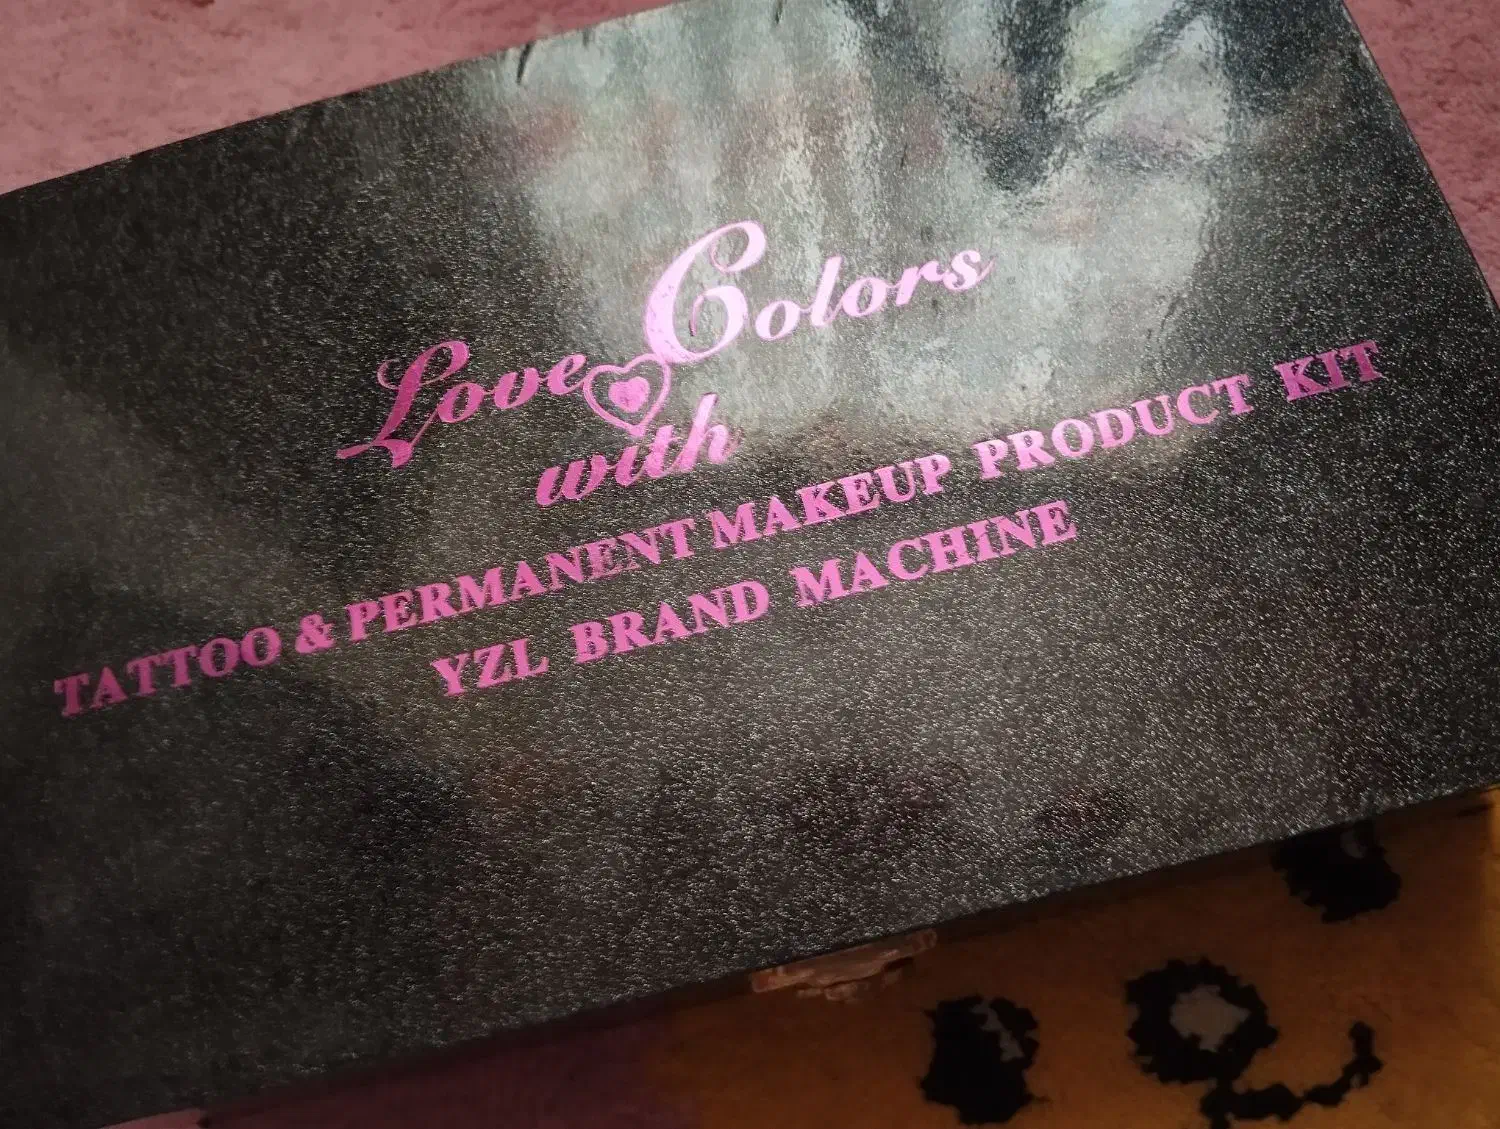 Love Colors
with
TATTOO & PERMANENT MAKEUP PRODUCT KIT
YZL BRAND MACHINE